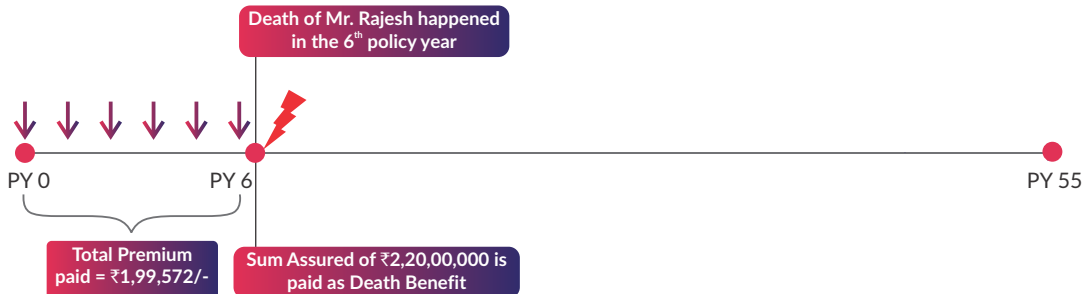 Death of Mr. Rajesh happened
in the 6th policy year
PY 0
PY 6
PY 55
Total Premium
paid = ₹1,99,572/-
Sum Assured of ₹2,20,00,000 is
paid as Death Benefit